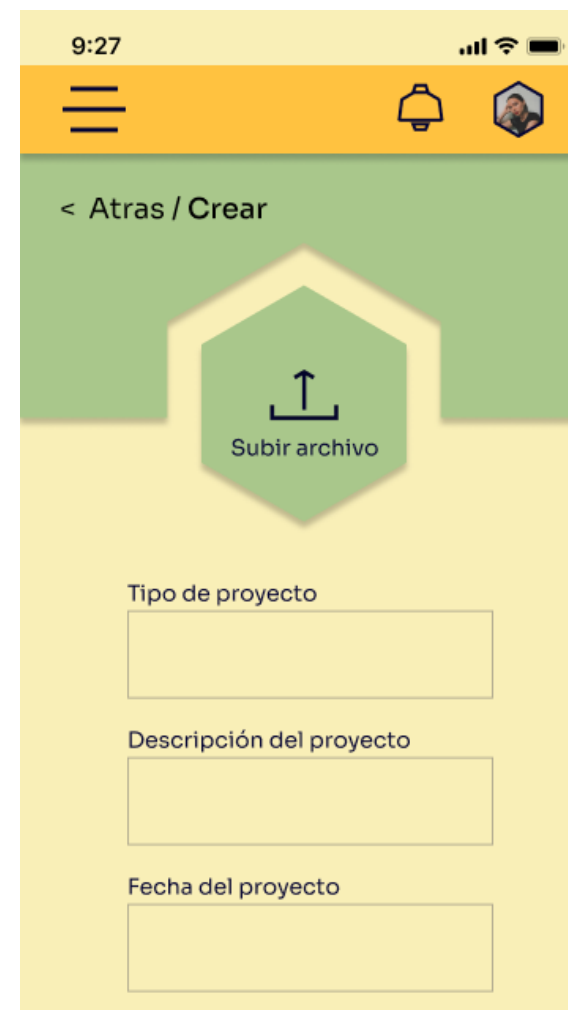 9:27
< Atras / Crear
Subir archivo
Tipo de proyecto
Descripción del proyecto
Fecha del proyecto